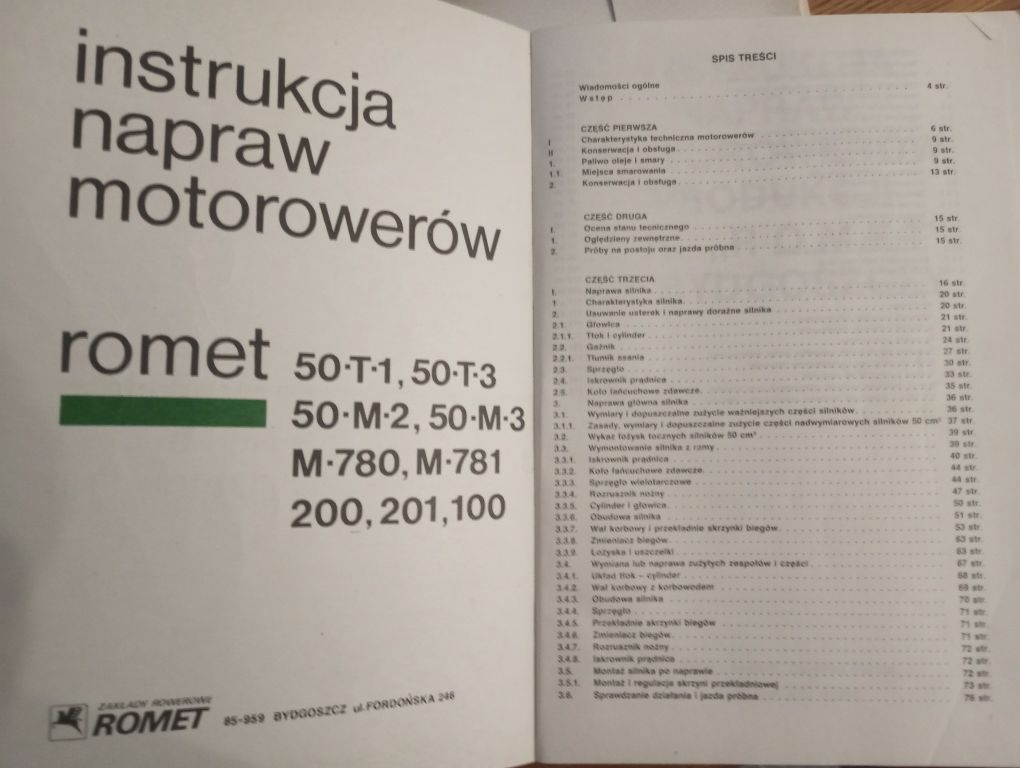 instrukcja
napraw
motorowerów
romet
50·T·1, 50·T·3
50·M·2, 50·M·3
M·780, M·781
200, 201, 100
ZAKŁADY ROWEROWE
ROMET
85-959 BYDGOSZCZ ul. FORDOŃSKA 246
SPIS TREŚCI
Wiadomości ogólne
Wstęp 4 str.
CZĘŚĆ PIERWSZA
I Charakterystyka techniczna motorowerów 6 str.
II Konserwacja i obsługa 9 str.
1. Paliwo oleje i smary 9 str.
1.1. Miejsca smarowania 9 str.
2. Konserwacja i obsługa 13 str.
CZĘŚĆ DRUGA
I. Ocena stanu tecnicznego 15 str.
1. Oględzieny zewnętrzne 15 str.
2. Próby na postoju oraz jazda próbna 15 str.
CZĘŚĆ TRZECIA
I. Naprawa silnika 16 str.
1. Charakterystyka silnika 20 str.
2. Usuwanie usterek i naprawy doraźne silnika 20 str.
2.1. Głowica 21 str.
2.1.1. Tłok i cylinder 21 str.
2.2. Gaźnik 24 str.
2.2.1. Tłumik ssania 27 str.
2.3. Sprzęgło 30 str.
2.4. Iskrownik prądnica 33 str.
2.5. Koło łańcuchowe zdawcze 35 str.
3. Naprawa główna silnika 36 str.
3.1. Wymiary i dopuszczalne zużycie ważniejszych części silników 36 str.
3.1.1. Zasady, wymiary i dopuszczalne zużycie części nadwymiarowych silników 50 cm³ 37 str.
3.2. Wykaz łożysk tocznych silników 50 cm³ 39 str.
3.3. Wymontowanie silnika z ramy 39 str.
3.3.1. Iskrownik prądnica 40 str.
3.3.2. Koło łańcuchowe zdawcze 44 str.
3.3.3. Sprzęgło wielotarczowe 44 str.
3.3.4. Rozrusznik nożny 47 str.
3.3.5. Cylinder i głowica 50 str.
3.3.6. Obudowa silnika 51 str.
3.3.7. Wał korbowy i przekładnie skrzynki biegów 53 str.
3.3.8. Zmieniacz biegów 63 str.
3.3.9. Łożyska i uszczelki 63 str.
3.4. Wymiana lub naprawa zużytych zespołów i części 67 str.
3.4.1. Układ tłok – cylinder 68 str.
3.4.2. Wał korbowy z korbowodem 69 str.
3.4.3. Obudowa silnika 70 str.
3.4.4. Sprzęgło 71 str.
3.4.5. Przekładnie skrzynki biegów 71 str.
3.4.6. Zmieniacz biegów 71 str.
3.4.7. Rozrusznik nożny 72 str.
3.4.8. Iskrownik prądnica 72 str.
3.5. Montaż silnika po naprawie 72 str.
3.5.1. Montaż i regulacja skrzyni przekładniowej 73 str.
3.6. Sprawdzanie działania i jazda próbna 76 str.